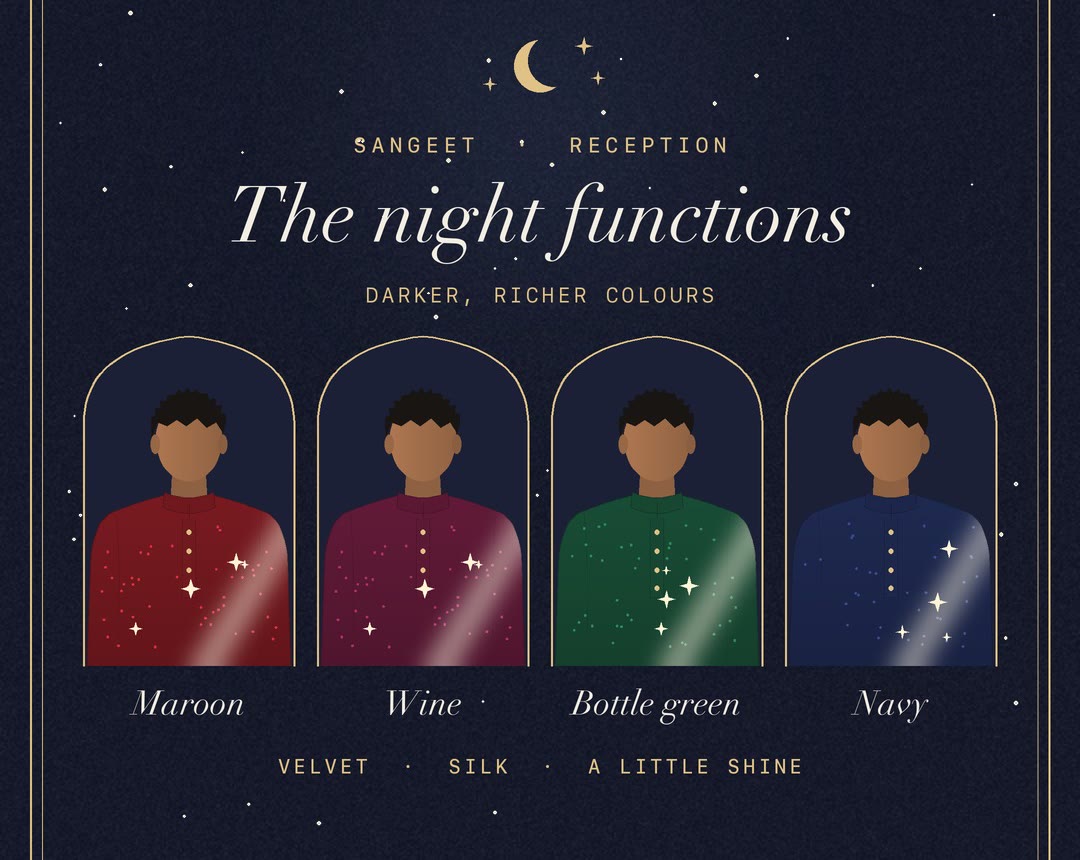 SANGEET · RECEPTION
The night functions
DARKER, RICHER COLOURS
Maroon
Wine
Bottle green
Navy
VELVET · SILK · A LITTLE SHINE